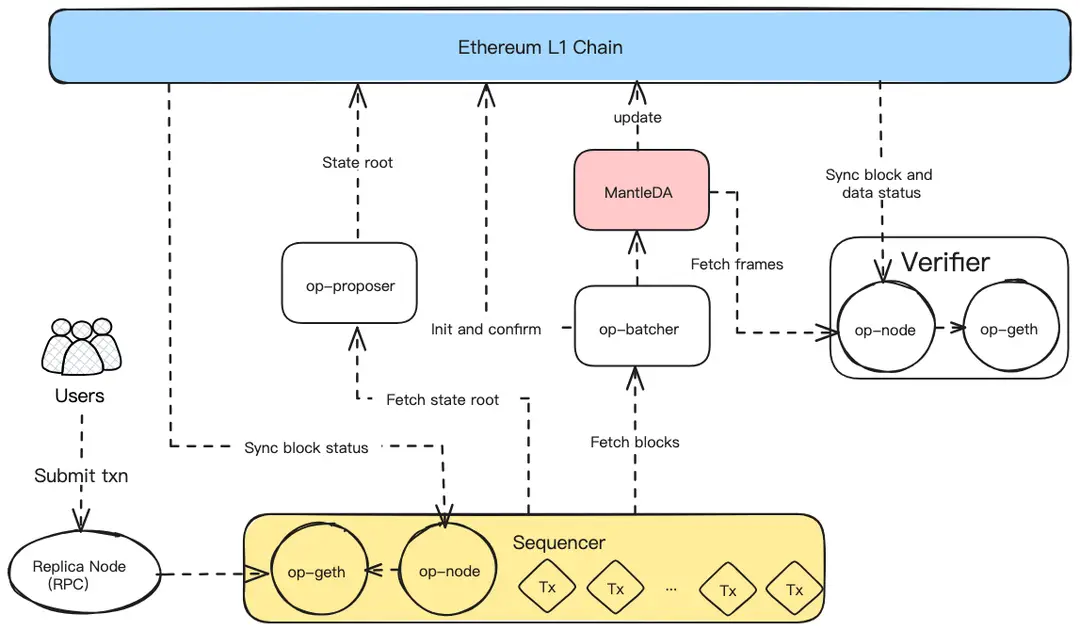 Ethereum L1 Chain
update
State root
MantleDA
Sync block and
data status
Verifier
Fetch frames
op-proposer
Init and confirm
op-batcher
op-node
op-geth
Users
Fetch state root
Sync block status
Fetch blocks
Submit txn
Sequencer
Replica Node
(RPC)
op-geth
op-node
Tx
Tx
...
Tx
Tx